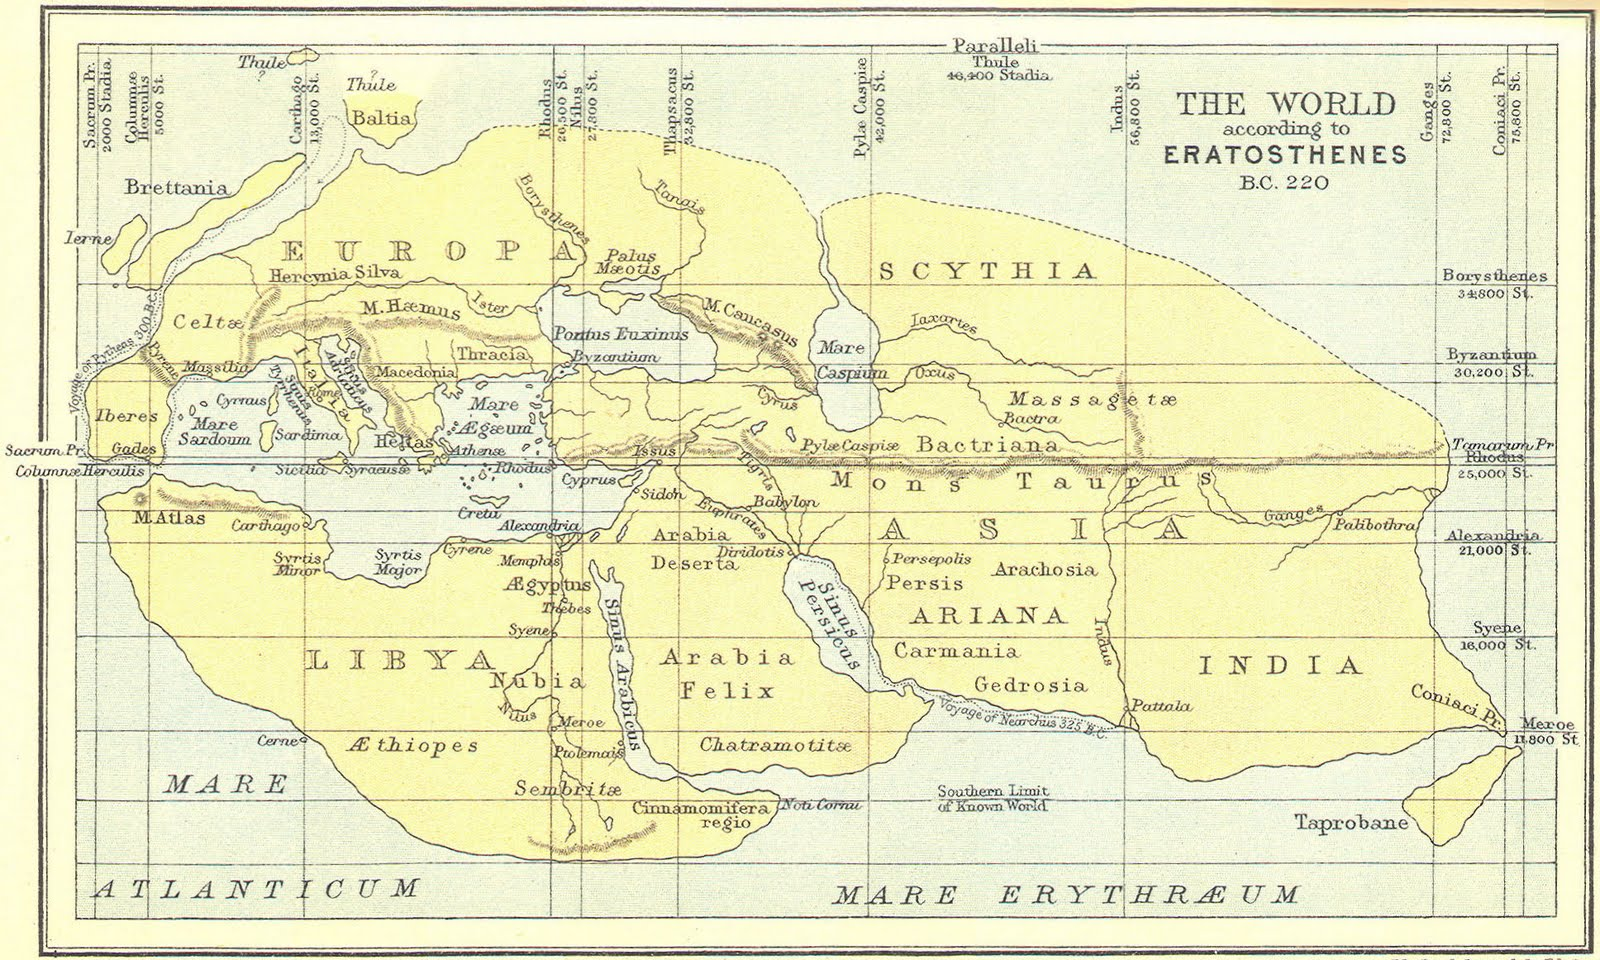 Paralleli
Thule
46,400 Stadia
Sacrum Pr.
2000 Stadia.
Columnæ
Herculis
5000 St.
Carthago
13,000 St.
Rhodus
26,500 St.
Nilus
27,300 St.
Thapsacus
32,800 St.
Pylæ Caspiæ
42,000 St.
Indus
56,800 St.
Ganges
72,800 St.
Coniaci Pr.
75,800 St.
THE WORLD
according to
ERATOSTHENES
B.C. 220
Thule
?
?
Thule
Baltia
Brettania
Ierne
EUROPA
Hercynia Silva
Borysthenes
Tanais
Palus
Mæotis
SCYTHIA
Borysthenes
34,800 St.
Celtæ
M. Hæmus
Ister
Pontus Euxinus
M. Caucasus
Iaxartes
Voyage of Pytheas 300 B.C.
Pyrene
Massilia
Italia
Sinus
Adriaticus
Thracia
Byzantium
Macedonia
Mare
Caspium
Oxus
Byzantium
30,200 St.
Iberes
Cyrnus
Sinus
Tyrrhenus
Rome
Mare
Ægæum
Cyrus
Massagetæ
Bactra
Mare
Sardoum
Sardinia
Hellas
Athenæ
Pylæ Caspiæ
Bactriana
Tamarum Pr.
Sacrum Pr.
Gades
Issus
Rhodus
25,000 St.
Columnæ Herculis
Sicilia
Syracusæ
Rhodus
Cyprus
Tigris
Mons Taurus
M. Atlas
Carthago
Creta
Sidon
Euphrates
Babylon
Ganges
Palibothra
Alexandria
Arabia
Deserta
ASIA
Alexandria
21,000 St.
Syrtis
Minor
Syrtis
Major
Cyrene
Memphis
Diridotis
Persepolis
Persis
Arachosia
Ægyptus
Thebes
Sinus Arabicus
Sinus
Persicus
ARIANA
Syene
Syene
16,000 St.
LIBYA
Nubia
Arabia
Felix
Carmania
Gedrosia
Indus
INDIA
Nilus
Meroe
Voyage of Nearchus 325 B.C.
Pattala
Coniaci Pr.
Meroe
11,800 St
Cerne
Æthiopes
Ptolemais
Chatramotitæ
MARE
Sembritæ
Cinnamomifera
regio
Noti Cornu
Southern Limit
of Known World
Taprobane
ATLANTICUM
MARE ERYTHRÆUM